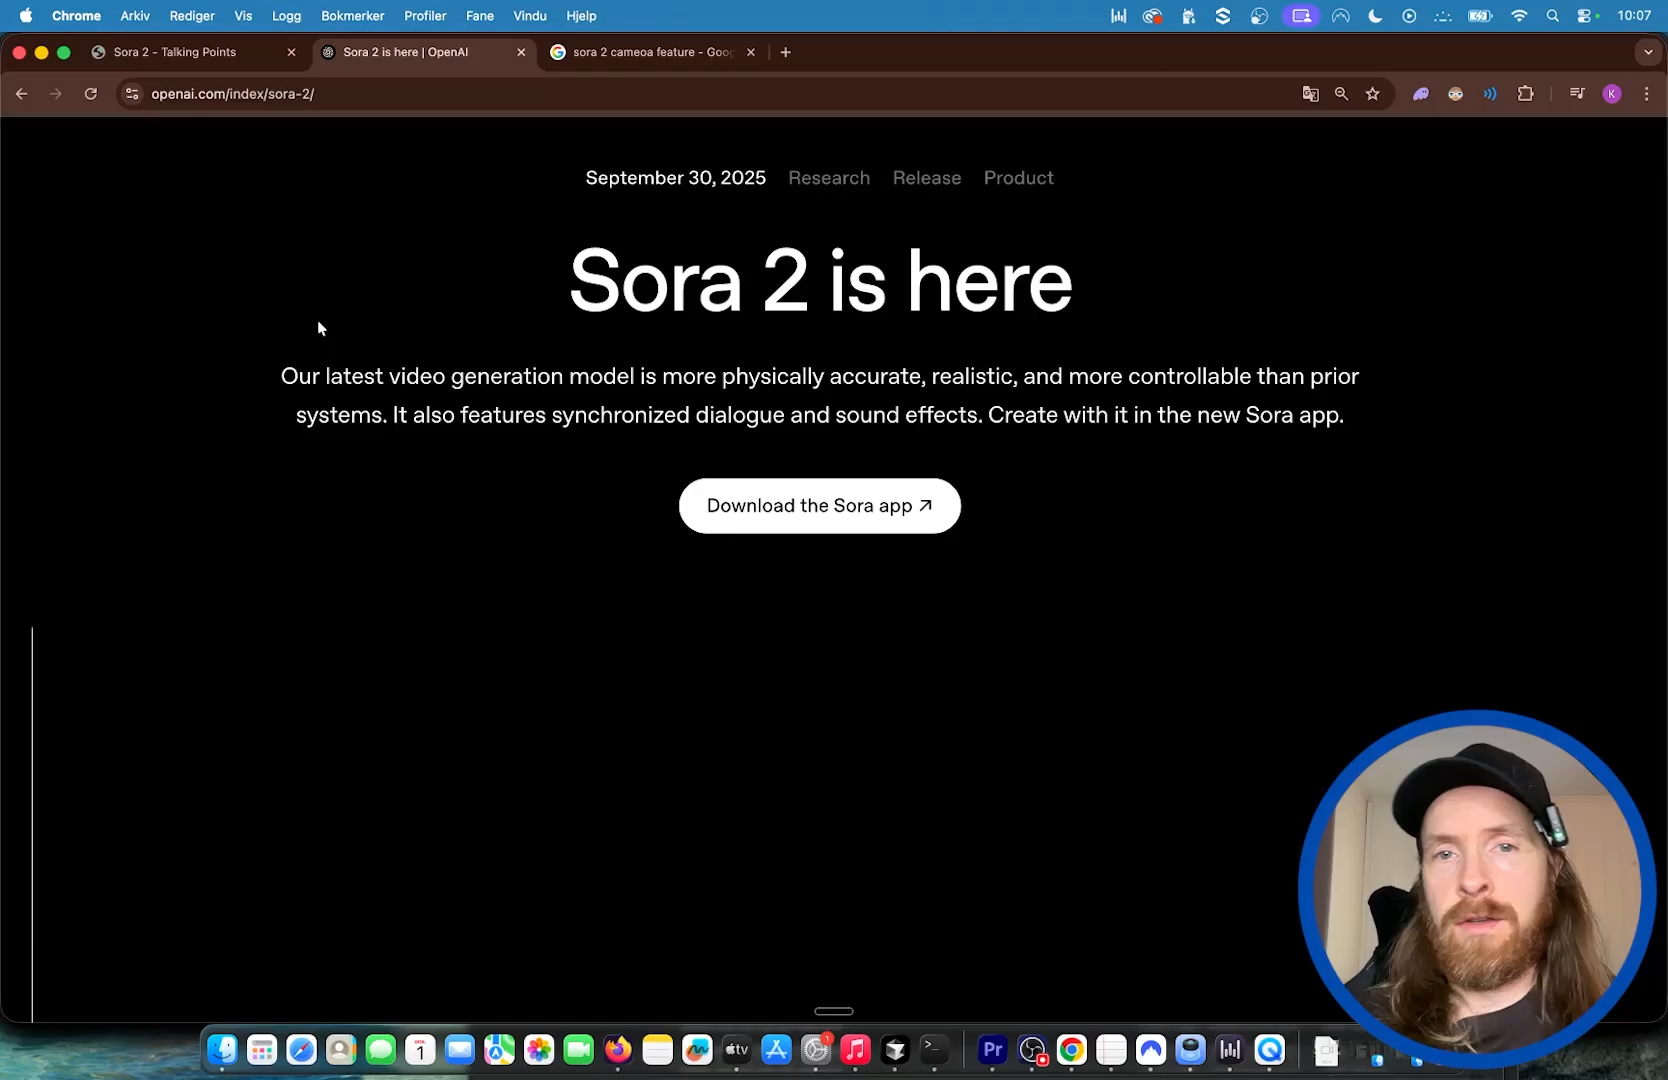 Chrome Arkiv Rediger Vis Logg Bokmerker Profiler Fane Vindu Hjelp 10:07
Sora 2 - Talking Points Sora 2 is here | OpenAI sora 2 cameoa feature - Goo
openai.com/index/sora-2/ K
September 30, 2025 Research Release Product
Sora 2 is here
Our latest video generation model is more physically accurate, realistic, and more controllable than prior
systems. It also features synchronized dialogue and sound effects. Create with it in the new Sora app.
Download the Sora app ↗
1 tv 1 Pr